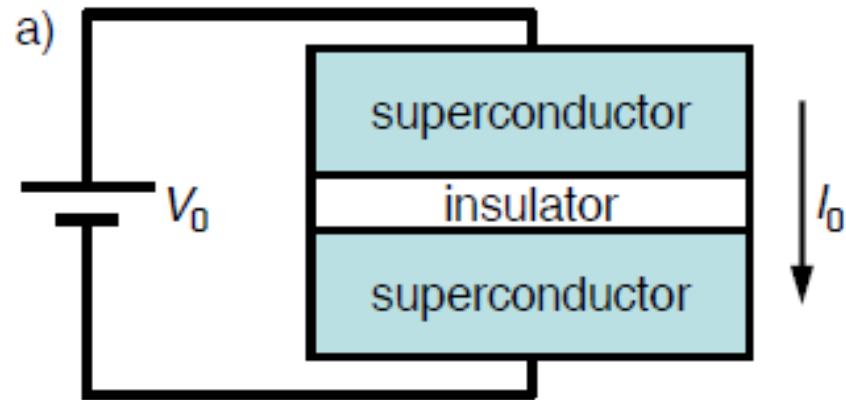 a)
superconductor
V₀
insulator
I₀
superconductor